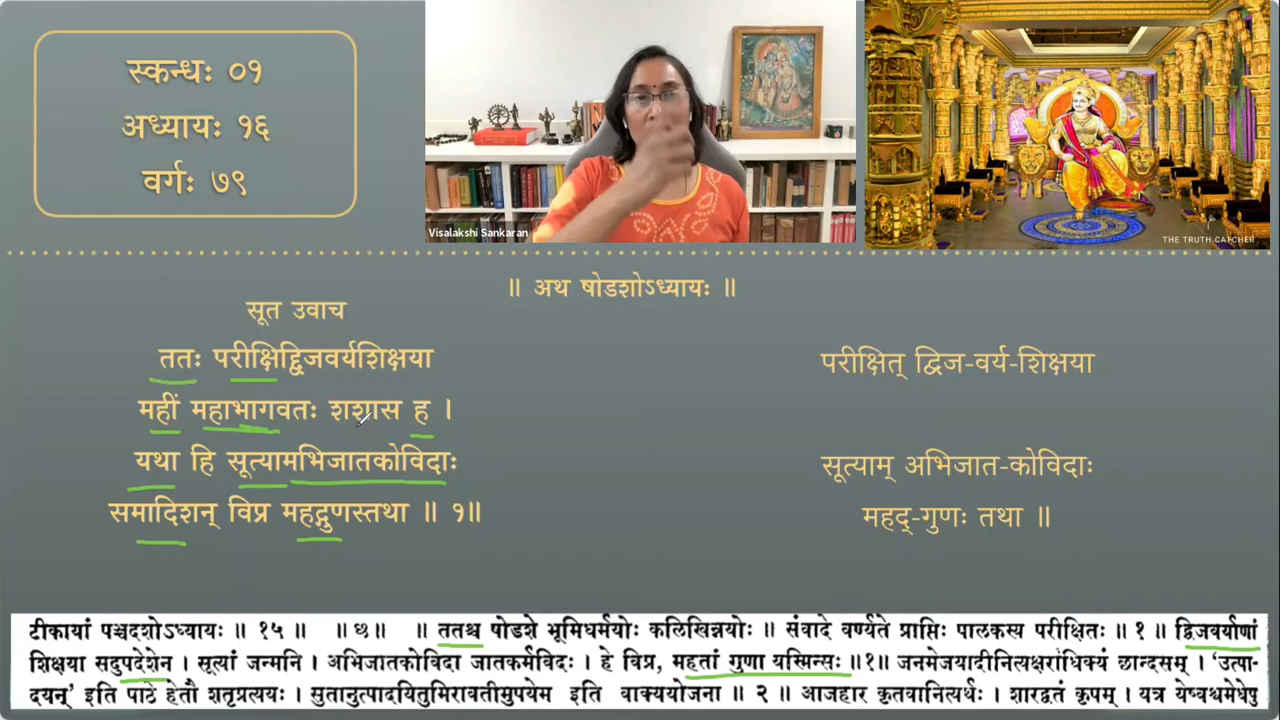 स्कन्धः ०१
अध्यायः १६
वर्गः ७९
Visalakshi Sankaran
THE TRUTH CATCHER
॥ अथ षोडशोऽध्यायः ॥
सूत उवाच
ततः परीक्षिद्द्विजवर्यशिक्षया
महीं महाभागवतः शशास ह ।
यथा हि सूत्यामभिजातकोविदाः
समादिशन् विप्र महद्गुणस्तथा ॥ १॥
परीक्षित् द्विज-वर्य-शिक्षया
सूत्याम् अभिजात-कोविदाः
महद्-गुणः तथा ॥
टीकायां पञ्चदशोऽध्यायः ॥ १५ ॥ ॥ छ ॥ ॥ ततश्च षोडशे भूमिधर्मयोः कलिखिन्नयोः ॥ संवादे वर्ण्यते प्राप्तिः पालकस्य परीक्षितः ॥ १ ॥ द्विजवर्याणां
शिक्षया सदुपदेशेन । सूत्यां जन्मनि । अभिजातकोविदा जातकर्मविदः । हे विप्र, महतां गुणा यस्मिन्सः ॥१॥ जनमेजयादीनित्यक्षराधिक्यं छान्दसम् । 'उत्पा-
दयन्' इति पाठे हेतौ शतृप्रत्ययः । सुतानुत्पादयितुमिरावतीमुपयेम इति वाक्ययोजना ॥ २ ॥ आजहार कृतवानित्यर्थः । शारद्वतं कृपम् । यत्र येष्वश्वमेधेषु